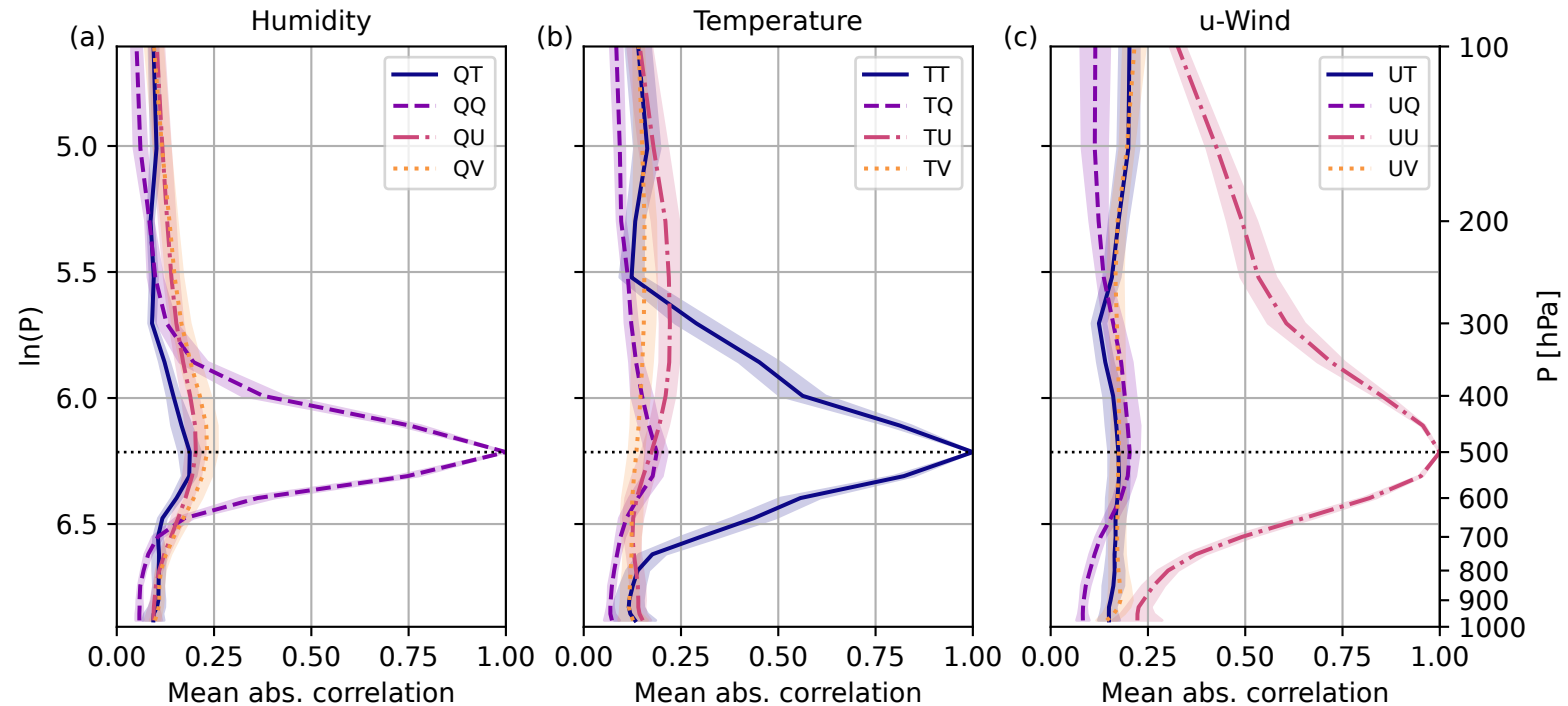 Humidity
Temperature
u-Wind
(a)
(b)
(c)
QT
QQ
QU
QV
TT
TQ
TU
TV
UT
UQ
UU
UV
ln(P)
5.0
5.5
6.0
6.5
P [hPa]
100
200
300
400
500
600
700
800
900
1000
0.00 0.25 0.50 0.75 1.00
0.00 0.25 0.50 0.75 1.00
0.00 0.25 0.50 0.75 1.00
Mean abs. correlation
Mean abs. correlation
Mean abs. correlation